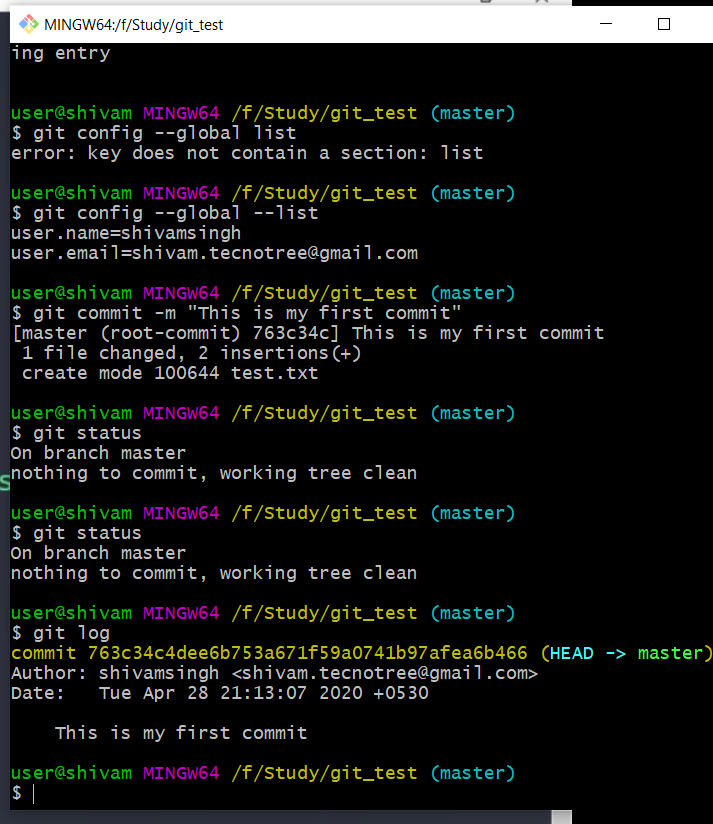 MINGW64:/f/Study/git_test
ing entry
user@shivam MINGW64 /f/Study/git_test (master)
$ git config --global list
error: key does not contain a section: list
user@shivam MINGW64 /f/Study/git_test (master)
$ git config --global --list
user.name=shivamsingh
user.email=shivam.tecnotree@gmail.com
user@shivam MINGW64 /f/Study/git_test (master)
$ git commit -m "This is my first commit"
[master (root-commit) 763c34c] This is my first commit
 1 file changed, 2 insertions(+)
 create mode 100644 test.txt
user@shivam MINGW64 /f/Study/git_test (master)
$ git status
On branch master
nothing to commit, working tree clean
user@shivam MINGW64 /f/Study/git_test (master)
$ git status
On branch master
nothing to commit, working tree clean
user@shivam MINGW64 /f/Study/git_test (master)
$ git log
commit 763c34c4dee6b753a671f59a0741b97afea6b466 (HEAD -> master)
Author: shivamsingh <shivam.tecnotree@gmail.com>
Date:   Tue Apr 28 21:13:07 2020 +0530
    This is my first commit
user@shivam MINGW64 /f/Study/git_test (master)
$